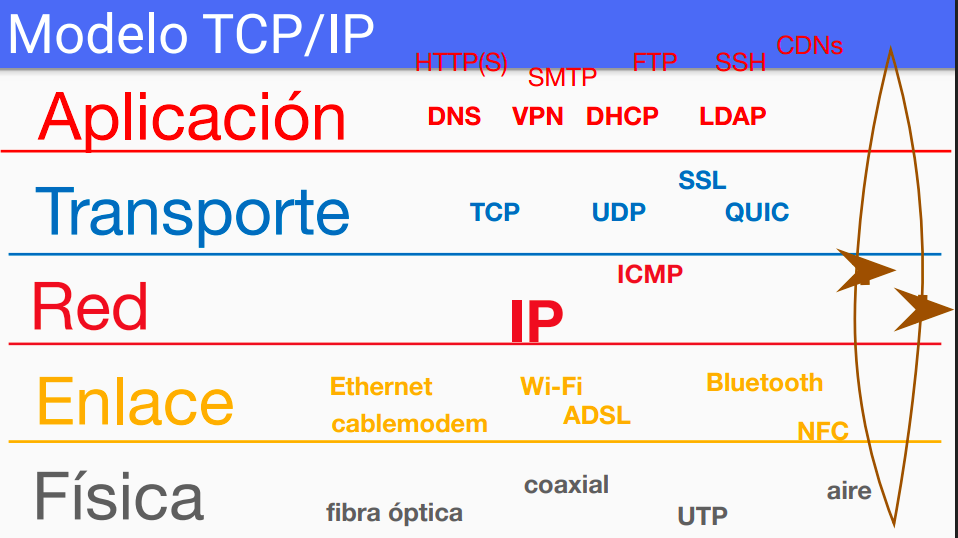 Modelo TCP/IP
CDNs
HTTP(S) FTP SSH
SMTP
Aplicación
DNS VPN DHCP LDAP
SSL
Transporte
TCP UDP QUIC
ICMP
Red
IP
Enlace
Ethernet Wi-Fi Bluetooth
cablemodem ADSL
NFC
Física
coaxial aire
fibra óptica UTP